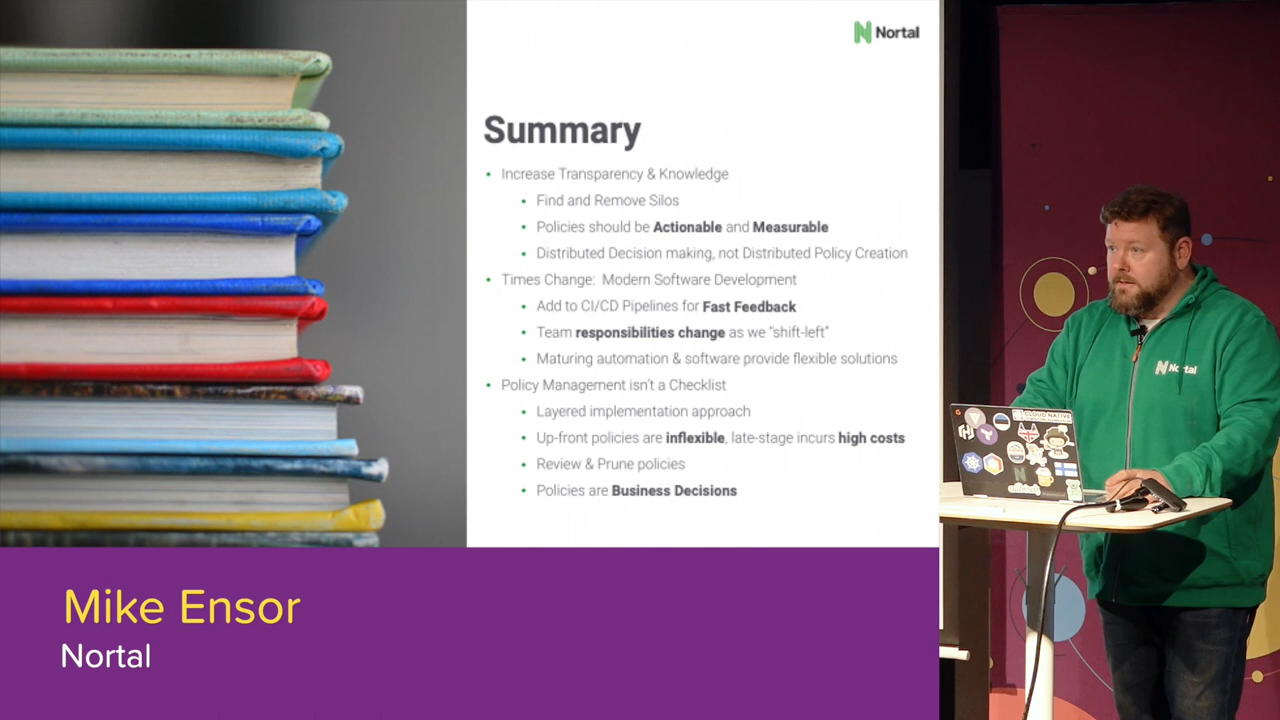 Nortal
Summary
• Increase Transparency & Knowledge
• Find and Remove Silos
• Policies should be Actionable and Measurable
• Distributed Decision making, not Distributed Policy Creation
• Times Change: Modern Software Development
• Add to CI/CD Pipelines for Fast Feedback
• Team responsibilities change as we "shift-left"
• Maturing automation & software provide flexible solutions
• Policy Management isn't a Checklist
• Layered implementation approach
• Up-front policies are inflexible, late-stage incurs high costs
• Review & Prune policies
• Policies are Business Decisions
Mike Ensor
Nortal
Nortal
CLOUD NATIVE